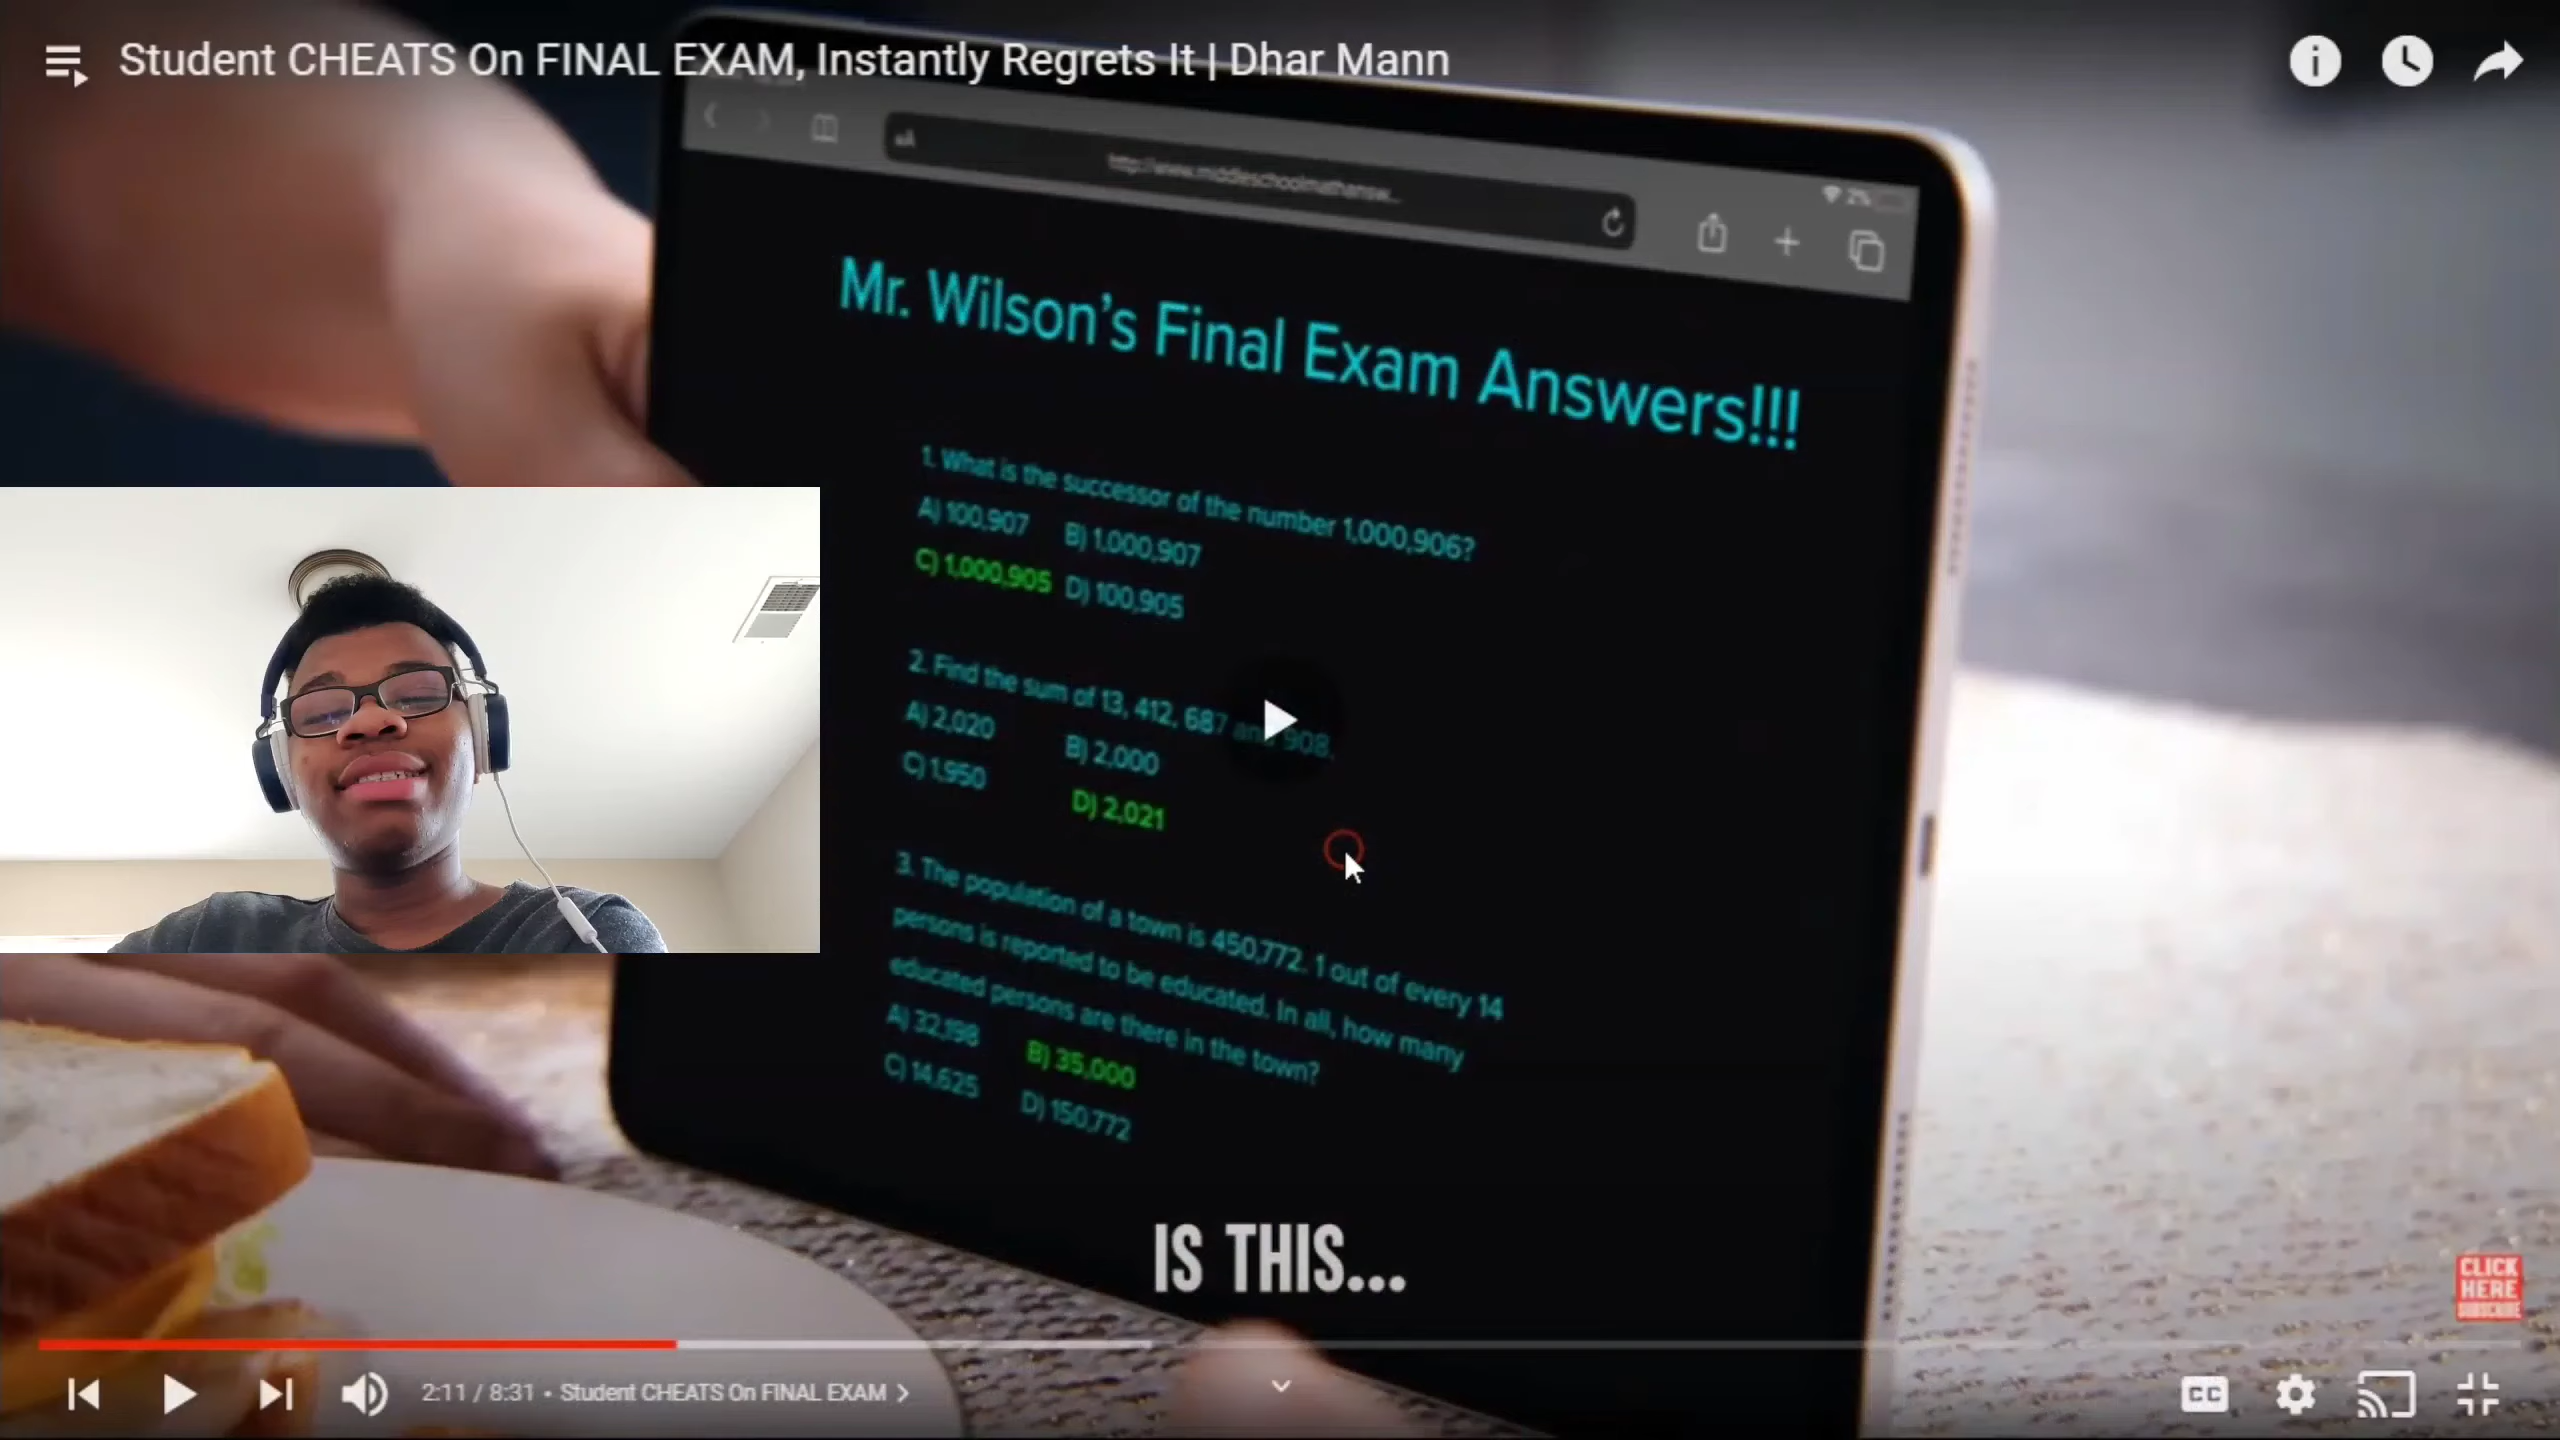 Student CHEATS On FINAL EXAM, Instantly Regrets It | Dhar Mann
2%
Mr. Wilson's Final Exam Answers!!!
1. What is the successor of the number 1,000,906?
A) 100,907 B) 1,000,907
C) 1,000,905 D) 100,905
2. Find the sum of 13, 412, 687 and 908.
A) 2,020 B) 2,000
C) 1,950 D) 2,021
3. The population of a town is 450,772. 1 out of every 14
persons is reported to be educated. In all, how many
educated persons are there in the town?
A) 32,198 B) 35,000
C) 14,625 D) 150,772
IS THIS...
CLICK
HERE
SUBSCRIBE
2:11 / 8:31 • Student CHEATS On FINAL EXAM >
CC